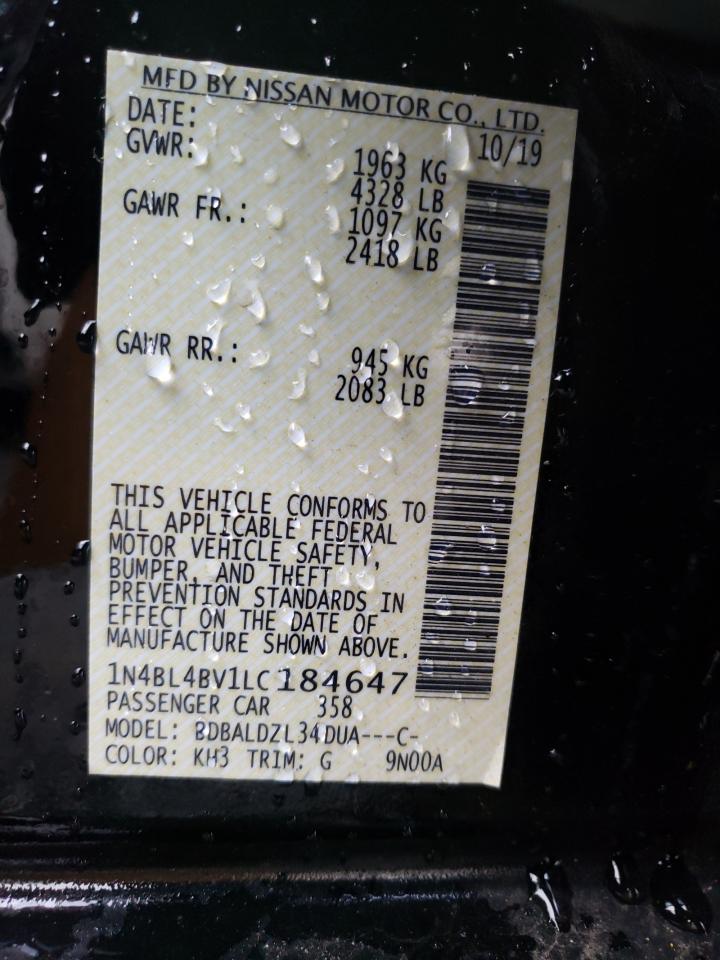 MFD BY NISSAN MOTOR CO., LTD.
DATE: 10/19
GVWR: 1963 KG
4328 LB
GAWR FR.: 1097 KG
2418 LB
GAWR RR.: 945 KG
2083 LB
THIS VEHICLE CONFORMS TO
ALL APPLICABLE FEDERAL
MOTOR VEHICLE SAFETY,
BUMPER, AND THEFT
PREVENTION STANDARDS IN
EFFECT ON THE DATE OF
MANUFACTURE SHOWN ABOVE.
1N4BL4BV1LC184647
PASSENGER CAR 358
MODEL: BDBALDZL34DUA---C-
COLOR: KH3 TRIM: G 9N00A